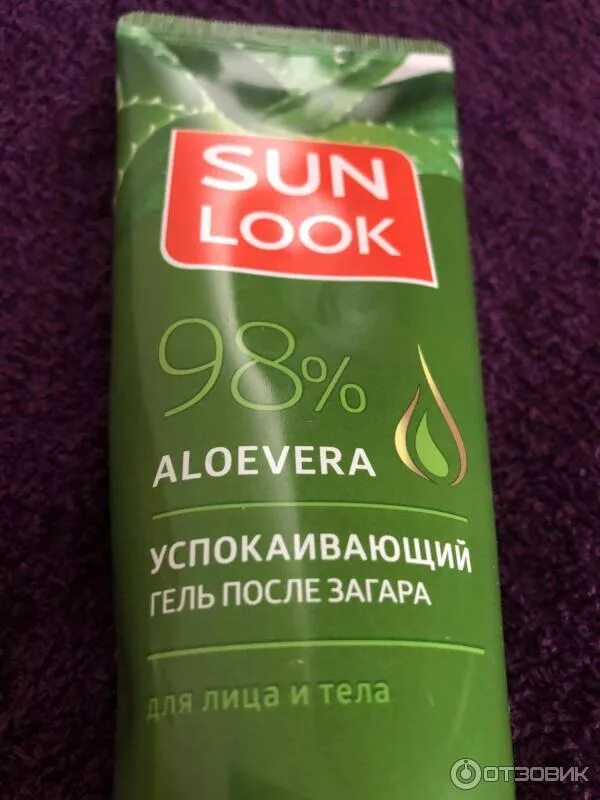 SUN
LOOK
98%
ALOEVERA
УСПОКАИВАЮЩИЙ
ГЕЛЬ ПОСЛЕ ЗАГАРА
для лица и тела
ОТЗОВИК